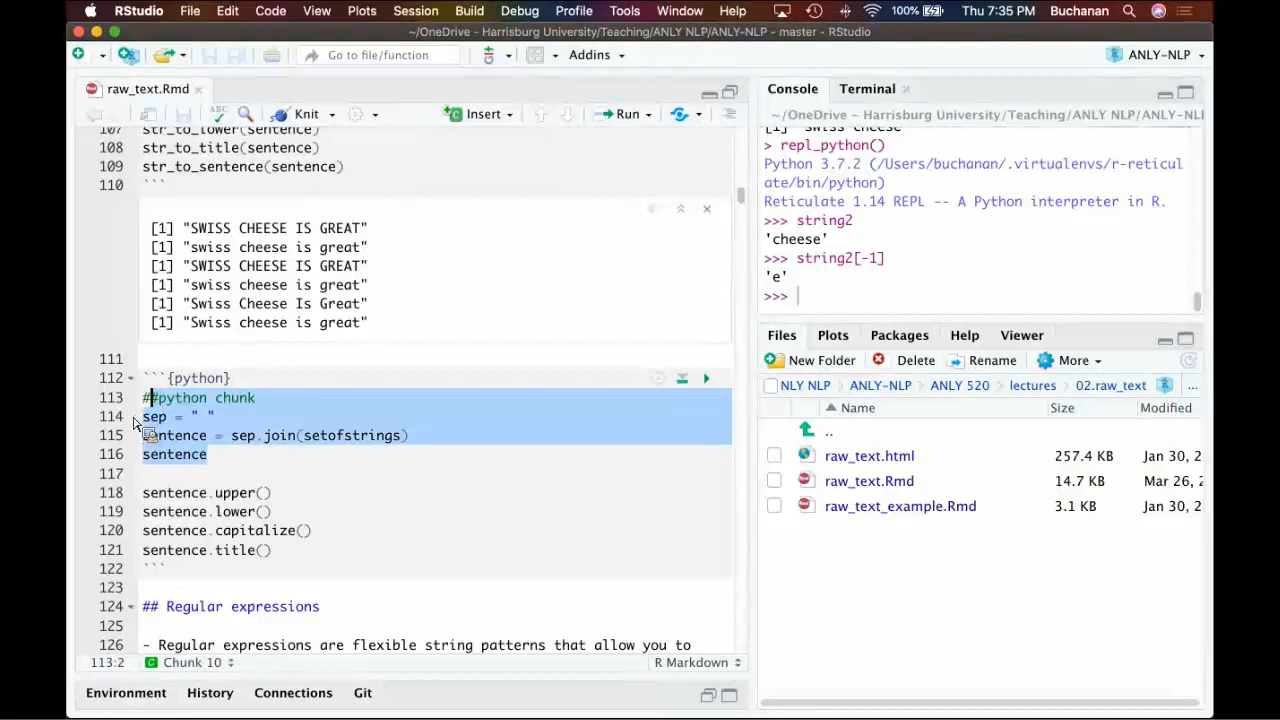 RStudio File Edit Code View Plots Session Build Debug Profile Tools Window Help 100% Thu 7:35 PM Buchanan
~/OneDrive - Harrisburg University/Teaching/ANLY NLP/ANLY-NLP - master - RStudio
Go to file/function Addins ANLY-NLP
raw_text.Rmd
ABC Knit Insert Run
107 str_to_lower(sentence)
108 str_to_title(sentence)
109 str_to_sentence(sentence)
110 ```
[1] "SWISS CHEESE IS GREAT"
[1] "swiss cheese is great"
[1] "SWISS CHEESE IS GREAT"
[1] "swiss cheese is great"
[1] "Swiss Cheese Is Great"
[1] "Swiss cheese is great"
111
112 ```{python}
113 ##python chunk
114 sep = " "
115 sentence = sep.join(setofstrings)
116 sentence
117
118 sentence.upper()
119 sentence.lower()
120 sentence.capitalize()
121 sentence.title()
122 ```
123
124 ## Regular expressions
125
126 - Regular expressions are flexible string patterns that allow you to
113:2 Chunk 10 R Markdown
Environment History Connections Git
Console Terminal
~/OneDrive - Harrisburg University/Teaching/ANLY NLP/ANLY-NL
[1] "swiss cheese"
> repl_python()
Python 3.7.2 (/Users/buchanan/.virtualenvs/r-reticul
ate/bin/python)
Reticulate 1.14 REPL -- A Python interpreter in R.
>>> string2
'cheese'
>>> string2[-1]
'e'
>>>
Files Plots Packages Help Viewer
New Folder Delete Rename More
NLY NLP ANLY-NLP ANLY 520 lectures 02.raw_text ...
Name Size Modified
..
raw_text.html 257.4 KB Jan 30, 2
raw_text.Rmd 14.7 KB Mar 26, 2
raw_text_example.Rmd 3.1 KB Jan 30, 2